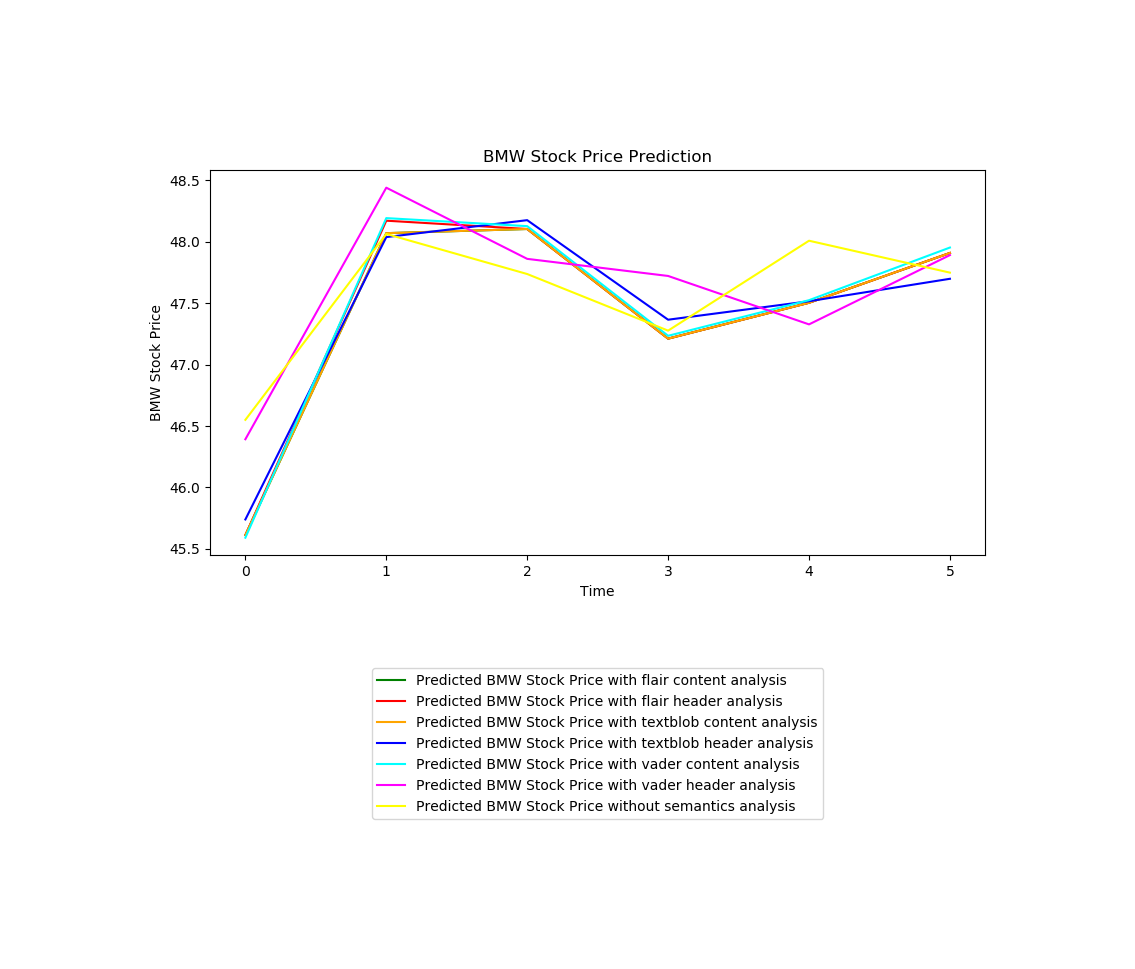 BMW Stock Price Prediction
48.5
48.0
47.5
47.0
46.5
46.0
45.5
BMW Stock Price
0 1 2 3 4 5
Time
Predicted BMW Stock Price with flair content analysis
Predicted BMW Stock Price with flair header analysis
Predicted BMW Stock Price with textblob content analysis
Predicted BMW Stock Price with textblob header analysis
Predicted BMW Stock Price with vader content analysis
Predicted BMW Stock Price with vader header analysis
Predicted BMW Stock Price without semantics analysis